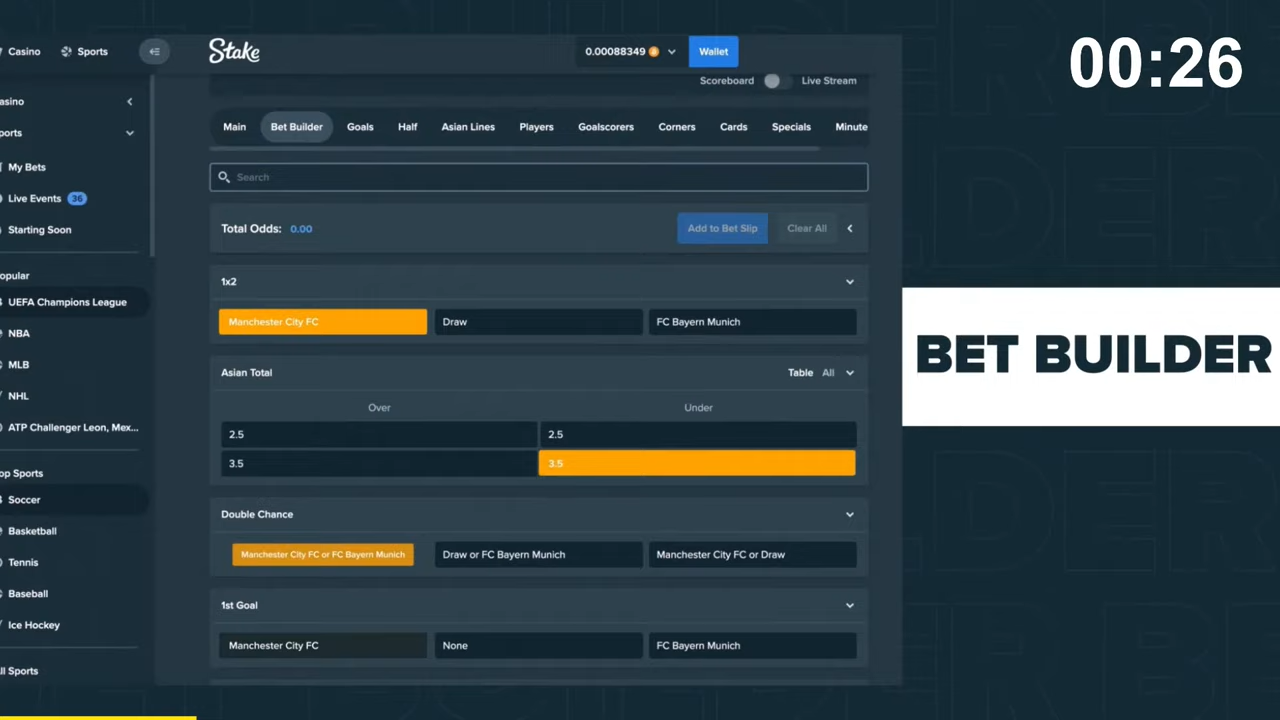 Casino
Sports
Stake
0.00088349
Wallet
00:26
Scoreboard
Live Stream
asino
ports
My Bets
Live Events 36
Starting Soon
opular
UEFA Champions League
NBA
MLB
NHL
ATP Challenger Leon, Mex...
op Sports
Soccer
Basketball
Tennis
Baseball
Ice Hockey
ll Sports
Main Bet Builder Goals Half Asian Lines Players Goalscorers Corners Cards Specials Minute
Search
Total Odds: 0.00 Add to Bet Slip Clear All
1x2
Manchester City FC Draw FC Bayern Munich
Asian Total Table All
Over Under
2.5 2.5
3.5 3.5
Double Chance
Manchester City FC or FC Bayern Munich Draw or FC Bayern Munich Manchester City FC or Draw
1st Goal
Manchester City FC None FC Bayern Munich
BET BUILDER